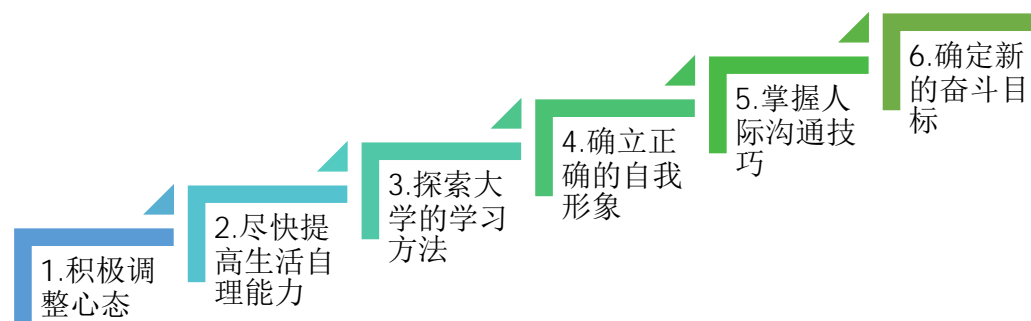 1.积极调
整心态
2.尽快提
高生活自
理能力
3.探索大
学的学习
方法
4.确立正
确的自我
形象
5.掌握人
际沟通技
巧
6.确定新
的奋斗目
标